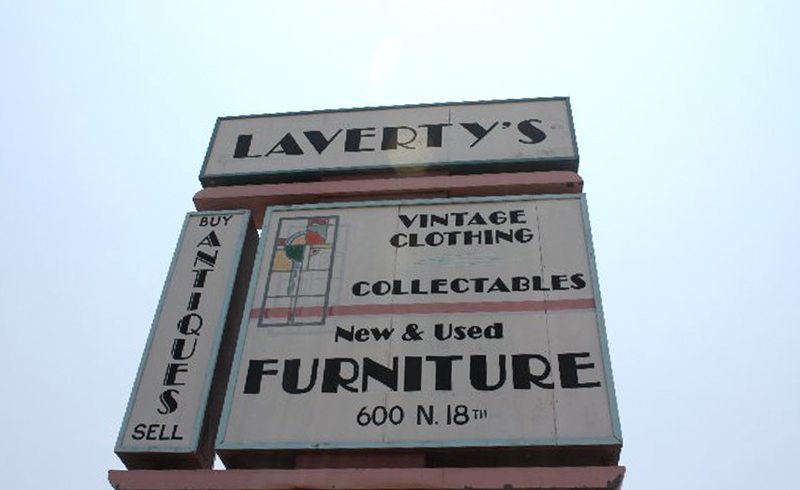 LAVERTY'S
BUY
ANTIQUES
SELL
VINTAGE
CLOTHING
COLLECTABLES
New & Used
FURNITURE
600 N. 18TH